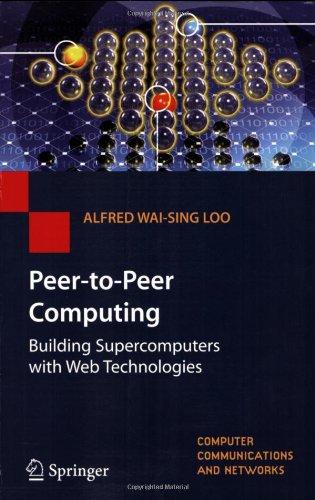 ALFRED WAI-SING LOO
Peer-to-Peer
Computing
Building Supercomputers
with Web Technologies
COMPUTER
COMMUNICATIONS
AND NETWORKS
Springer